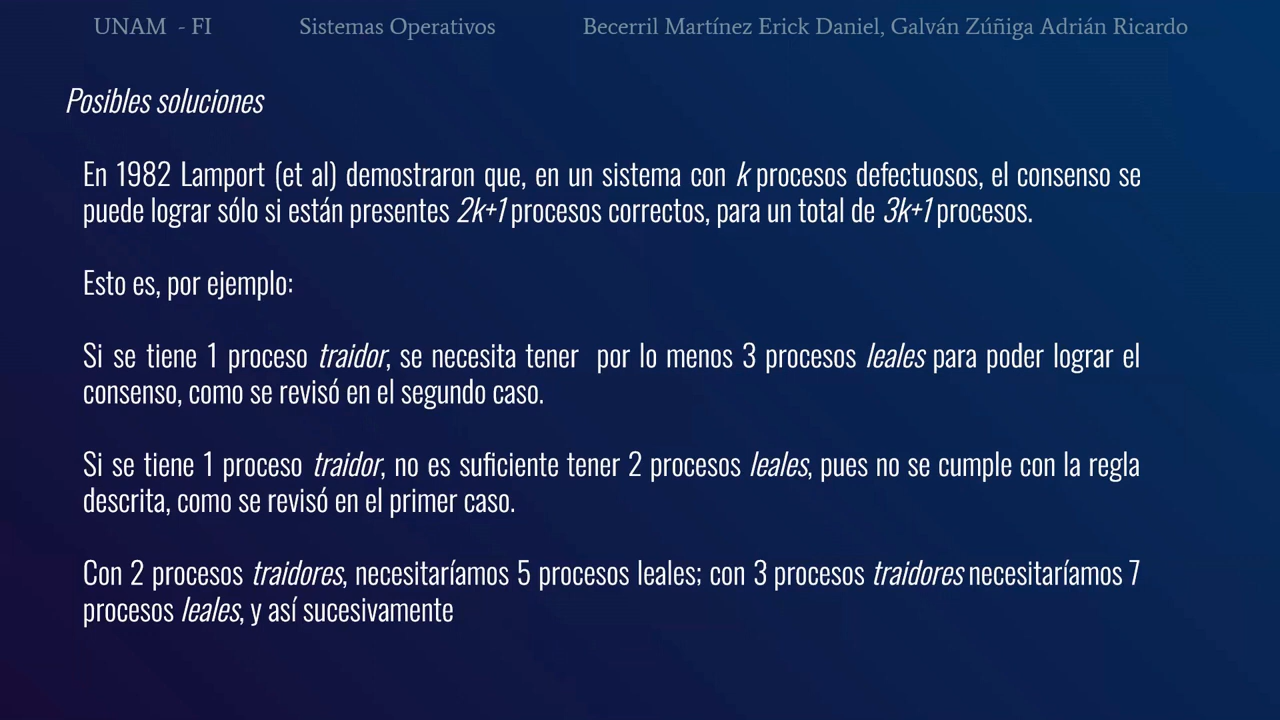 UNAM - FI Sistemas Operativos Becerril Martínez Erick Daniel, Galván Zúñiga Adrián Ricardo
Posibles soluciones
En 1982 Lamport (et al) demostraron que, en un sistema con k procesos defectuosos, el consenso se
puede lograr sólo si están presentes 2k+1 procesos correctos, para un total de 3k+1 procesos.
Esto es, por ejemplo:
Si se tiene 1 proceso traidor, se necesita tener por lo menos 3 procesos leales para poder lograr el
consenso, como se revisó en el segundo caso.
Si se tiene 1 proceso traidor, no es suficiente tener 2 procesos leales, pues no se cumple con la regla
descrita, como se revisó en el primer caso.
Con 2 procesos traidores, necesitaríamos 5 procesos leales; con 3 procesos traidores necesitaríamos 7
procesos leales, y así sucesivamente